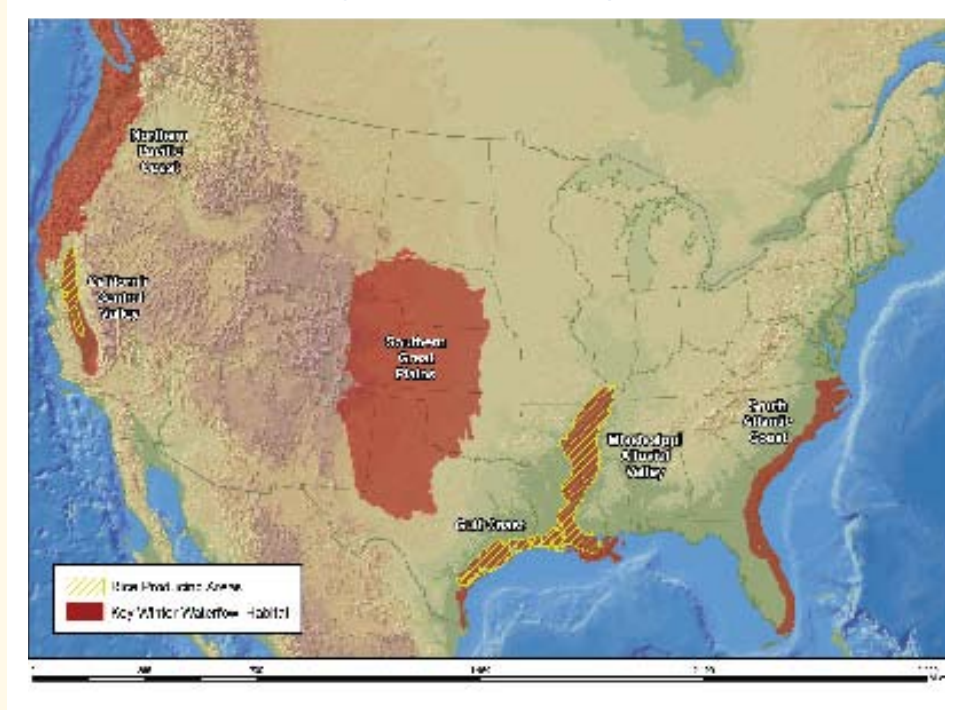 Northern
Pacific
Coast
California
Central
Valley
Southern
Great
Plains
South
Atlantic
Coast
Mississippi
Alluvial
Valley
Gulf Coast
Rice Producing Areas
Key Winter Waterfowl Habitat